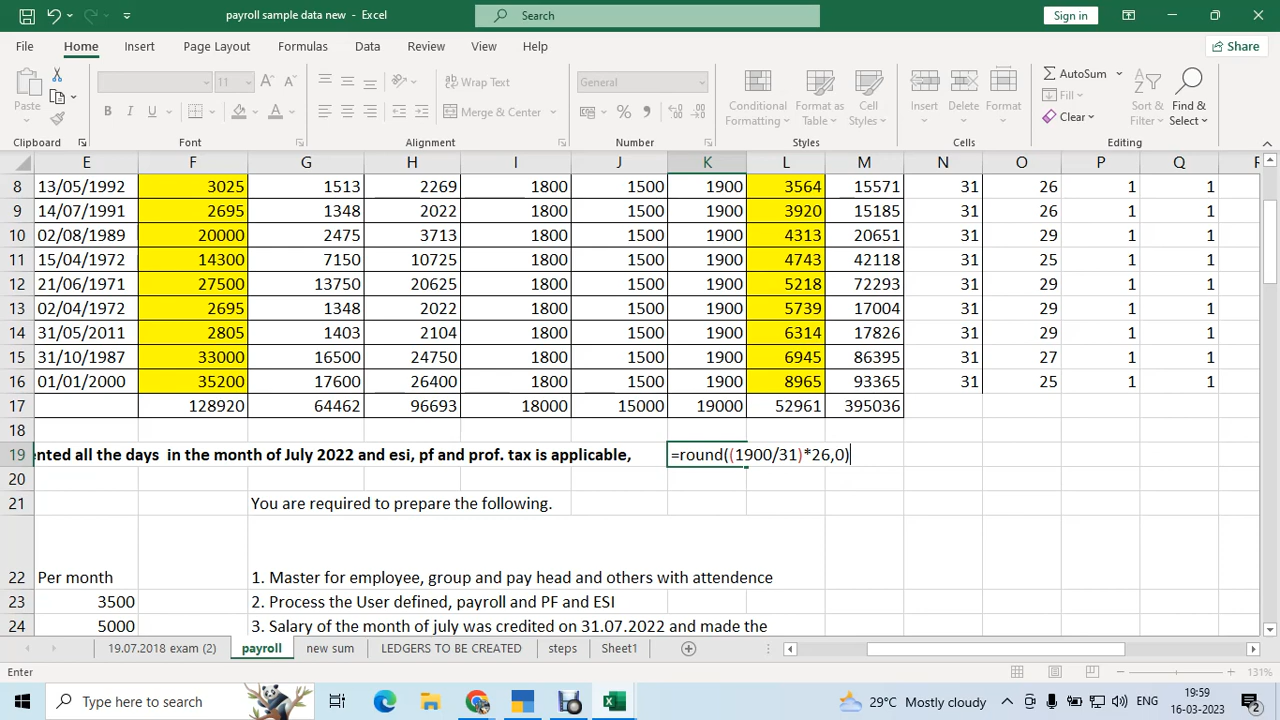 payroll sample data new - Excel
Search
Sign in
File Home Insert Page Layout Formulas Data Review View Help
Share
Paste
11
B I U
A A
Wrap Text
Merge & Center
General
% ,
Conditional Formatting
Format as Table
Cell Styles
Insert
Delete
Format
AutoSum
Fill
Clear
Sort & Filter
Find & Select
Clipboard Font Alignment Number Styles Cells Editing
E F G H I J K L M N O P Q
8 13/05/1992 3025 1513 2269 1800 1500 1900 3564 15571 31 26 1 1
9 14/07/1991 2695 1348 2022 1800 1500 1900 3920 15185 31 26 1 1
10 02/08/1989 20000 2475 3713 1800 1500 1900 4313 20651 31 29 1 1
11 15/04/1972 14300 7150 10725 1800 1500 1900 4743 42118 31 25 1 1
12 21/06/1971 27500 13750 20625 1800 1500 1900 5218 72293 31 29 1 1
13 02/04/1972 2695 1348 2022 1800 1500 1900 5739 17004 31 29 1 1
14 31/05/2011 2805 1403 2104 1800 1500 1900 6314 17826 31 29 1 1
15 31/10/1987 33000 16500 24750 1800 1500 1900 6945 86395 31 27 1 1
16 01/01/2000 35200 17600 26400 1800 1500 1900 8965 93365 31 25 1 1
17 128920 64462 96693 18000 15000 19000 52961 395036
18
19 ented all the days in the month of July 2022 and esi, pf and prof. tax is applicable, =round((1900/31)*26,0)
20
21 You are required to prepare the following.
22 Per month 1. Master for employee, group and pay head and others with attendence
23 3500 2. Process the User defined, payroll and PF and ESI
24 5000 3. Salary of the month of july was credited on 31.07.2022 and made the
19.07.2018 exam (2) payroll new sum LEDGERS TO BE CREATED steps Sheet1
Enter
131%
Type here to search
29°C Mostly cloudy
ENG
19:59
16-03-2023
2